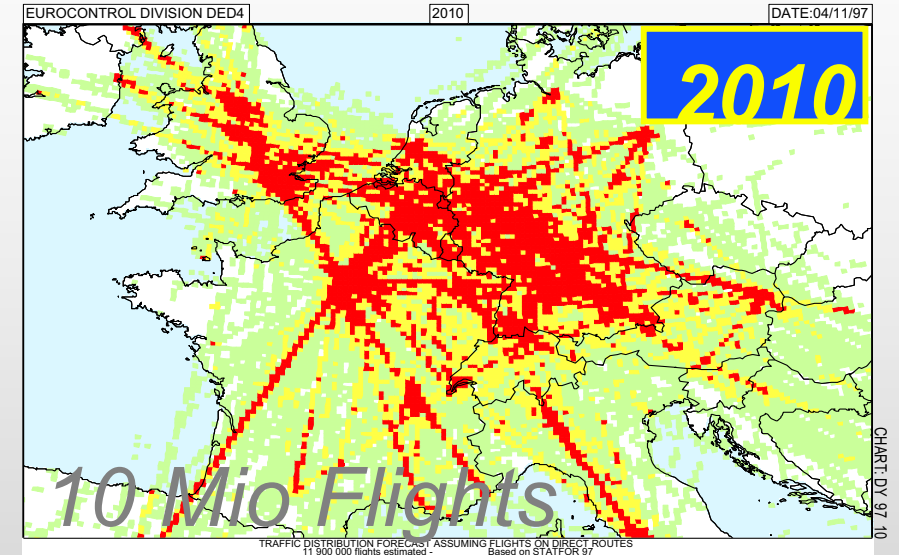 EUROCONTROL DIVISION DED4
2010
DATE:04/11/97
2010
CHART: DY 97 10
10 Mio Flights
TRAFFIC DISTRIBUTION FORECAST ASSUMING FLIGHTS ON DIRECT ROUTES
11 900 000 flights estimated - Based on STATFOR 97